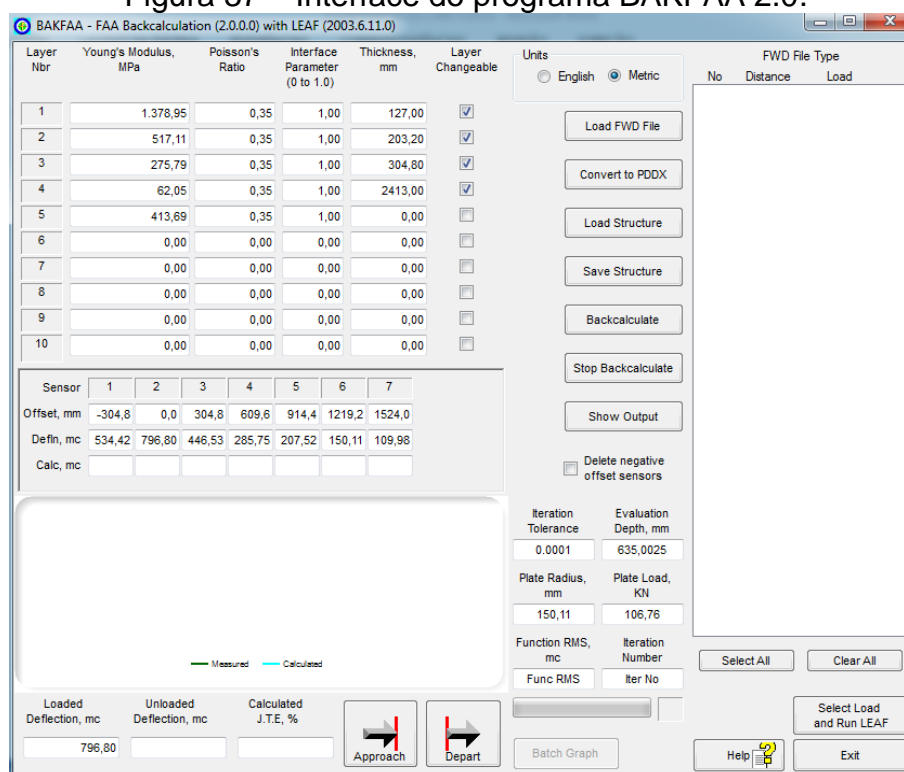 Figura 37 – Interface do programa BAKFAA 2.0.
BAKFAA - FAA Backcalculation (2.0.0.0) with LEAF (2003.6.11.0)
Layer Nbr Young's Modulus, MPa Poisson's Ratio Interface Parameter (0 to 1.0) Thickness, mm Layer Changeable
1 1.378,95 0,35 1,00 127,00
2 517,11 0,35 1,00 203,20
3 275,79 0,35 1,00 304,80
4 62,05 0,35 1,00 2413,00
5 413,69 0,35 1,00 0,00
6 0,00 0,00 0,00 0,00
7 0,00 0,00 0,00 0,00
8 0,00 0,00 0,00 0,00
9 0,00 0,00 0,00 0,00
10 0,00 0,00 0,00 0,00
Sensor 1 2 3 4 5 6 7
Offset, mm -304,8 0,0 304,8 609,6 914,4 1219,2 1524,0
Defln, mc 534,42 796,80 446,53 285,75 207,52 150,11 109,98
Calc, mc
Measured Calculated
Loaded Deflection, mc Unloaded Deflection, mc Calculated J.T.E, %
796,80
Approach Depart
Units
English Metric
Load FWD File
Convert to PDDX
Load Structure
Save Structure
Backcalculate
Stop Backcalculate
Show Output
Delete negative
offset sensors
Iteration Tolerance Evaluation Depth, mm
0.0001 635,0025
Plate Radius, mm Plate Load, KN
150,11 106,76
Function RMS, mc Iteration Number
Func RMS Iter No
Batch Graph
FWD File Type
No Distance Load
Select All Clear All
Select Load
and Run LEAF
Help Exit